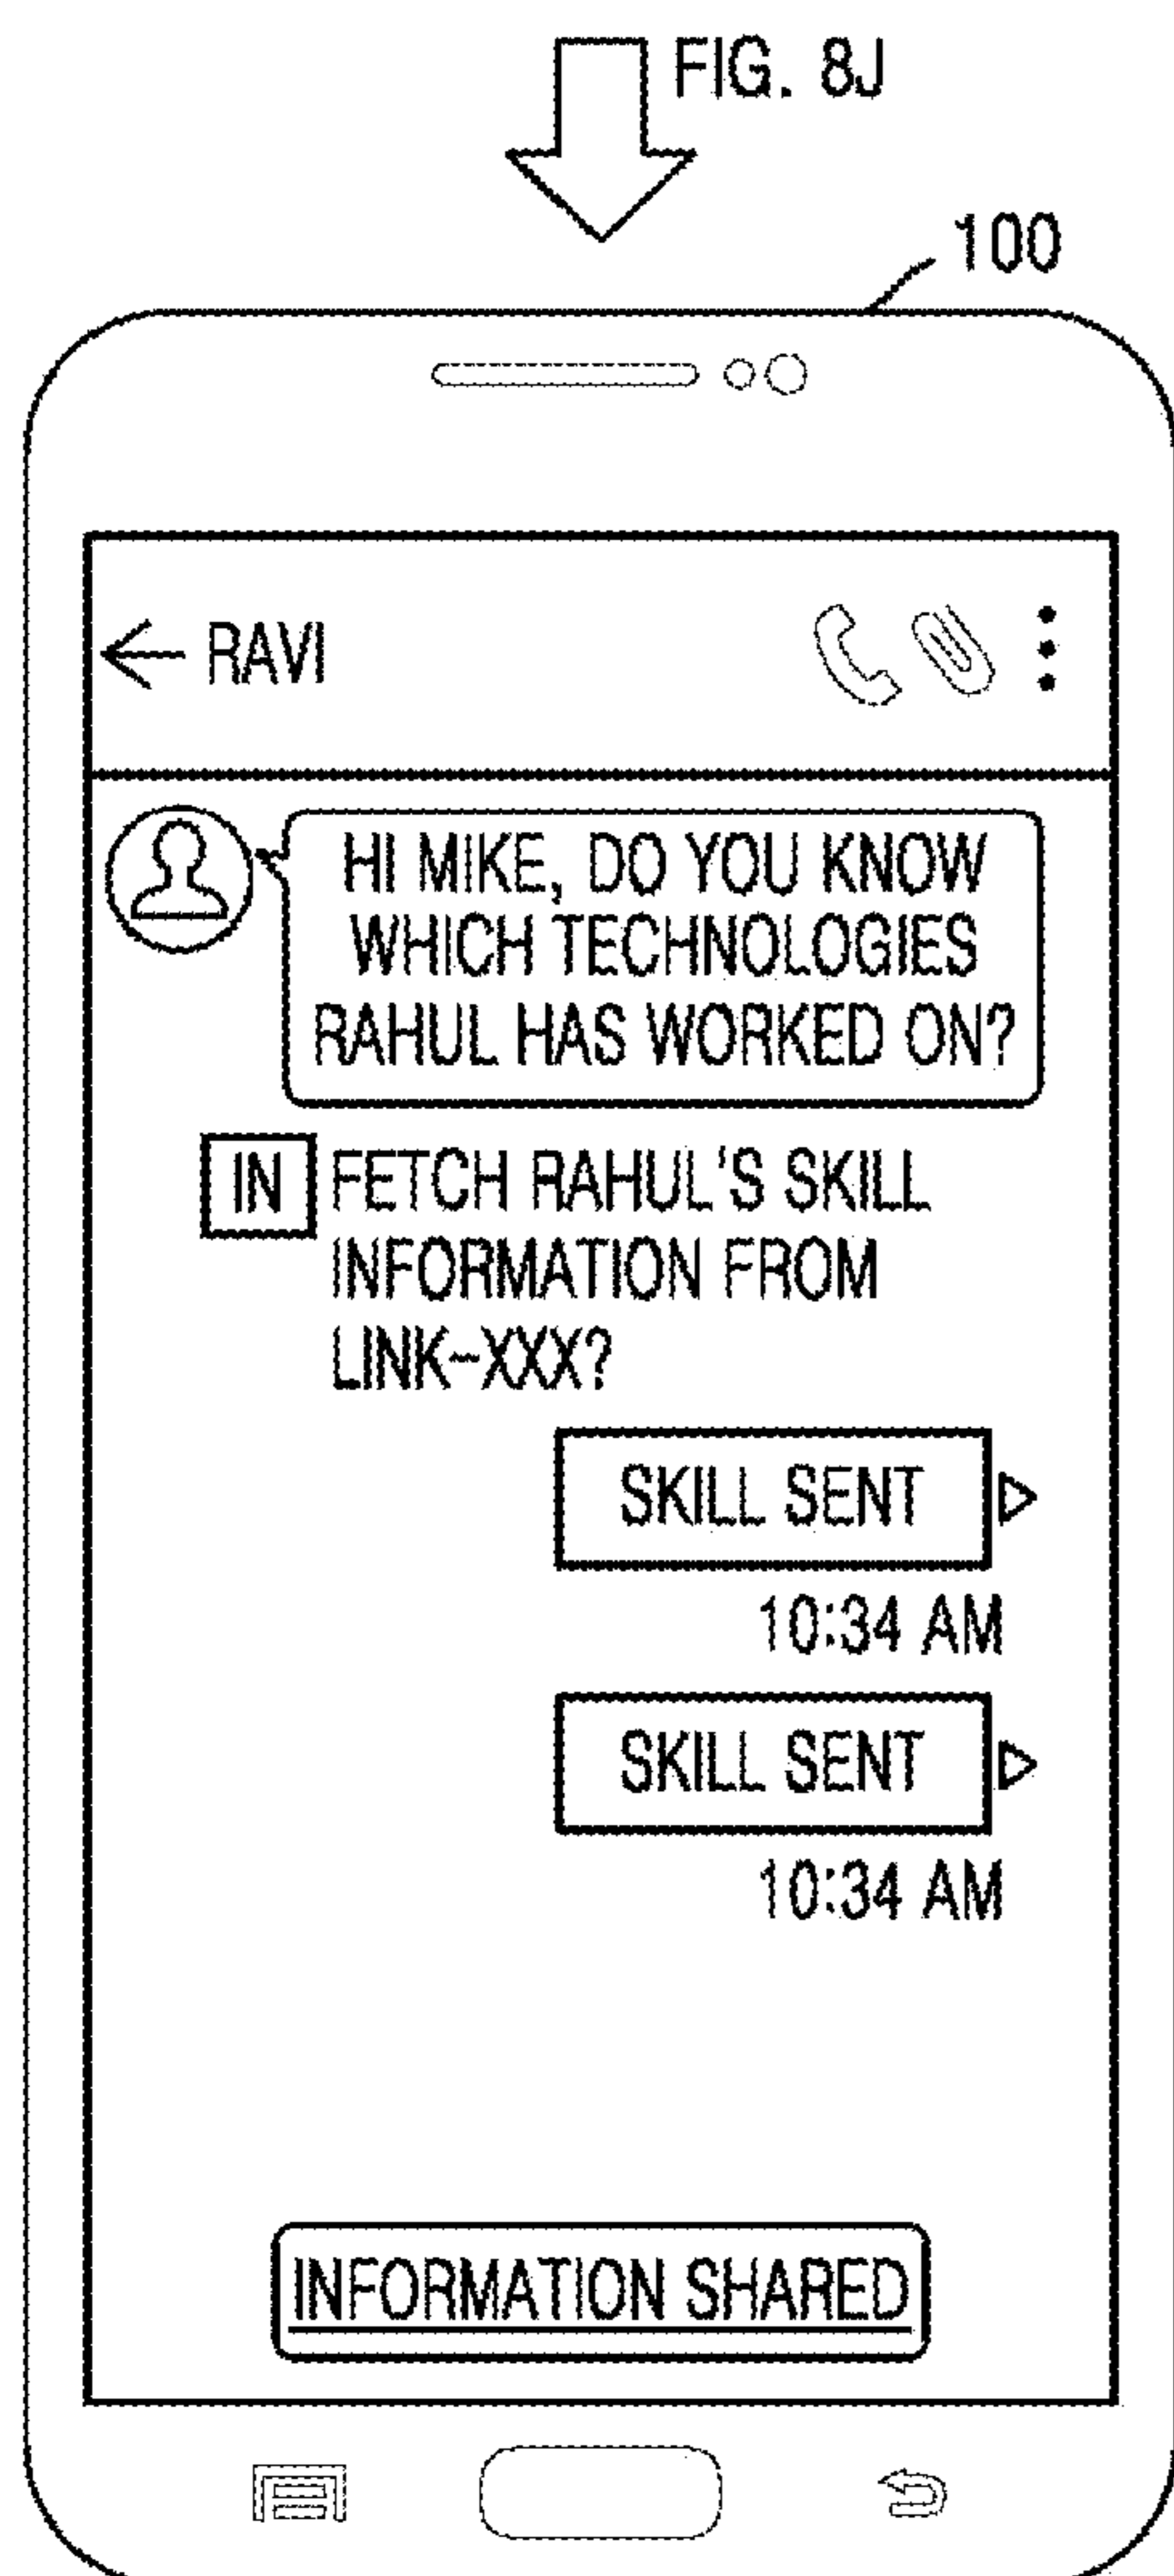 FIG. 8J
100
RAVI
HI MIKE, DO YOU KNOW
WHICH TECHNOLOGIES
RAHUL HAS WORKED ON?
IN FETCH RAHUL'S SKILL
INFORMATION FROM
LINK-XXX?
SKILL SENT
10:34 AM
SKILL SENT
10:34 AM
INFORMATION SHARED